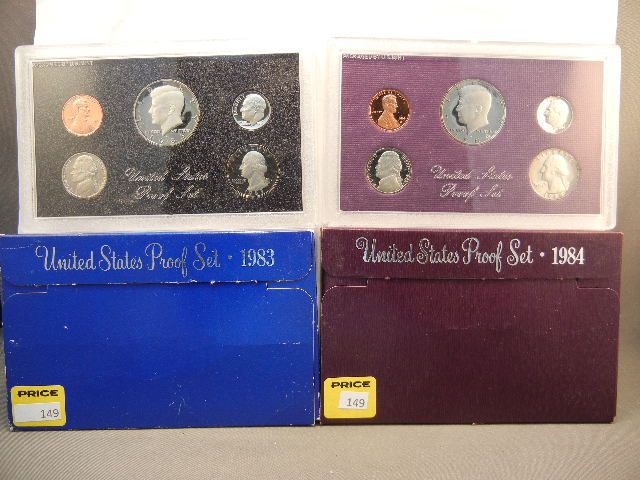 United States
Proof Set
United States
Proof Set
United States Proof Set · 1983
United States Proof Set · 1984
PRICE
149
PRICE
149